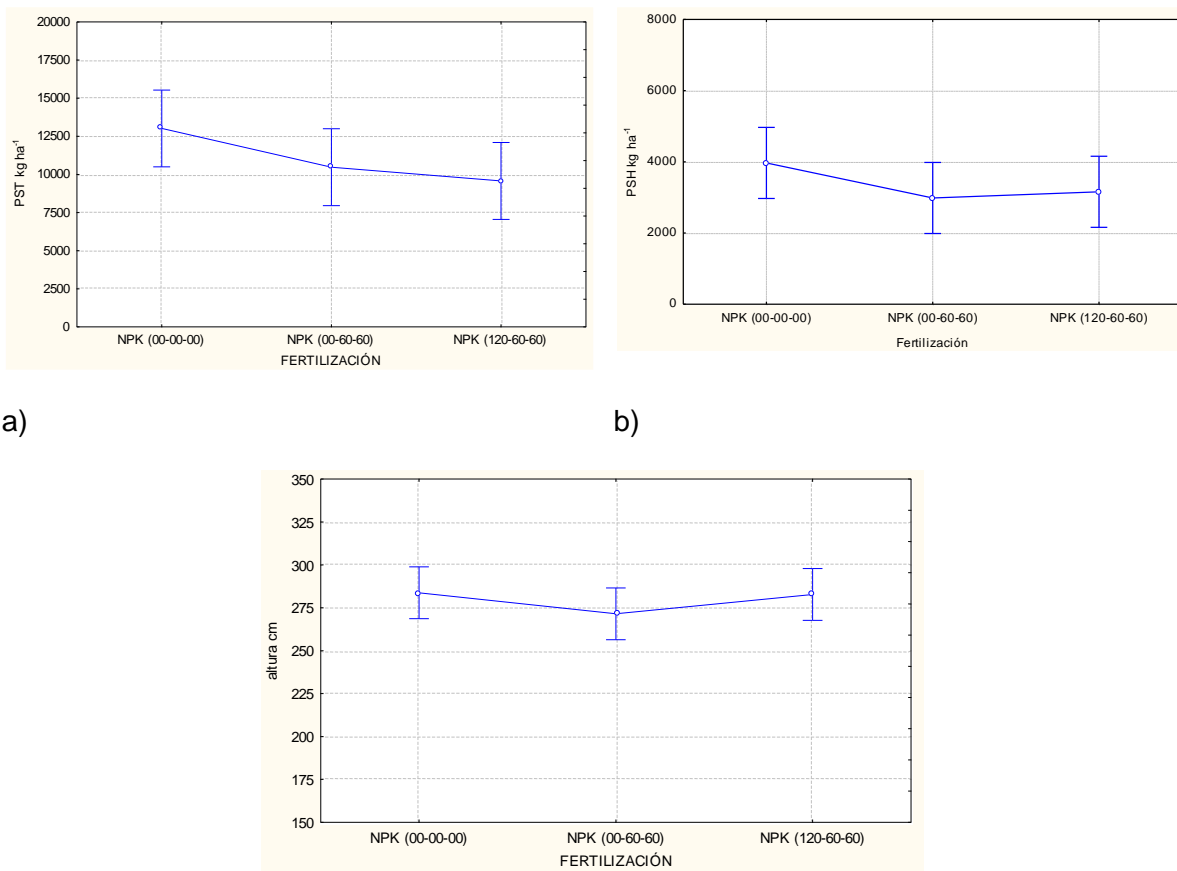 20000
17500
15000
12500
10000
7500
5000
2500
0
PST kg ha⁻¹
NPK (00-00-00) NPK (00-60-60) NPK (120-60-60)
FERTILIZACIÓN
8000
6000
4000
2000
0
PSH kg ha⁻¹
NPK (00-00-00) NPK (00-60-60) NPK (120-60-60)
Fertilización
a) b)
350
325
300
275
250
225
200
175
150
altura cm
NPK (00-00-00) NPK (00-60-60) NPK (120-60-60)
FERTILIZACIÓN